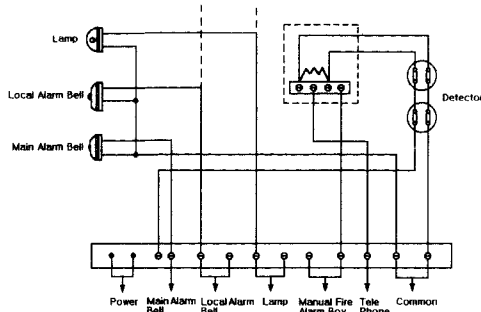 Lamp
Local Alarm Bell
Main Alarm Bell
Detector
Power
Main Alarm
Bell
Local Alarm
Bell
Lamp
Manual Fire
Alarm Box
Tele
Phone
Common